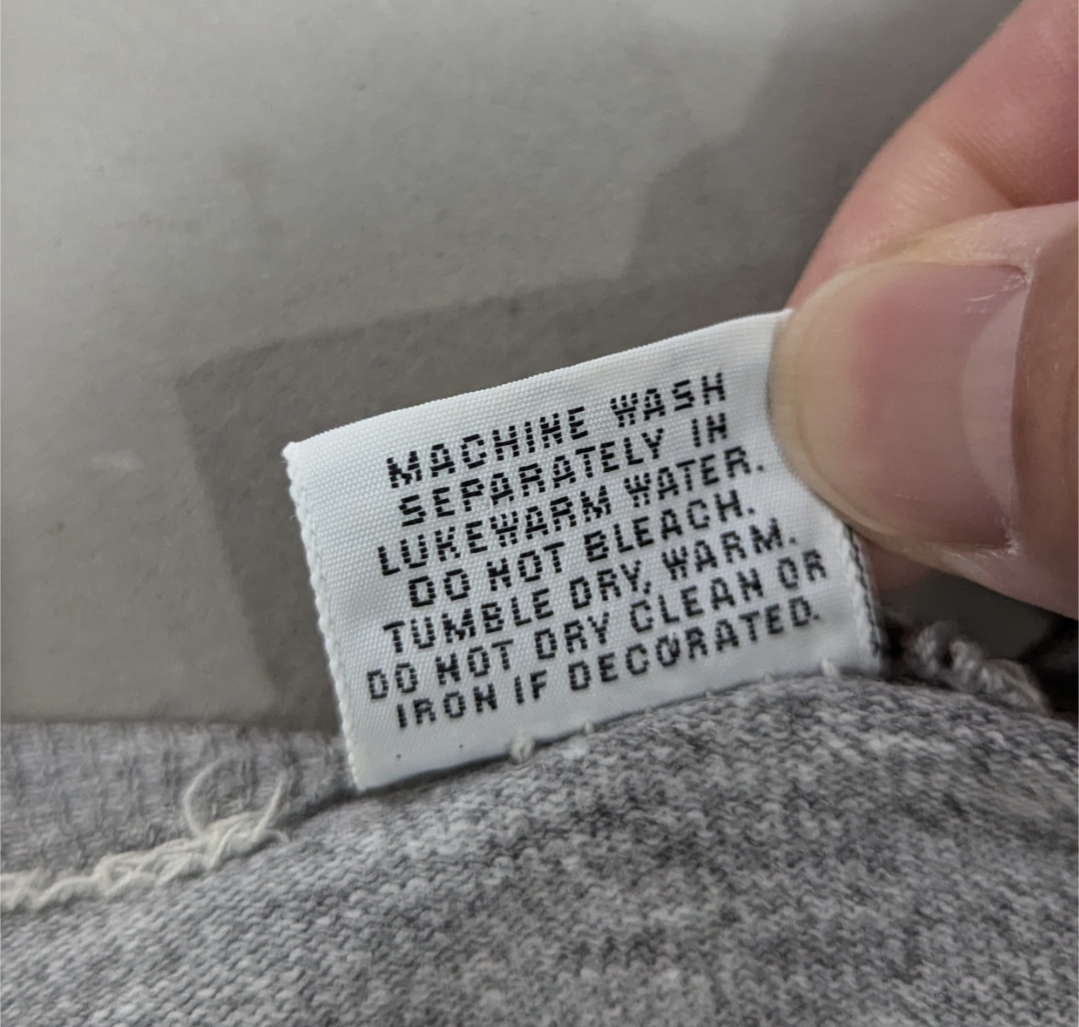 MACHINE WASH
SEPARATELY IN
LUKEWARM WATER.
DO NOT BLEACH.
TUMBLE DRY, WARM.
DO NOT DRY CLEAN OR
IRON IF DECORATED.